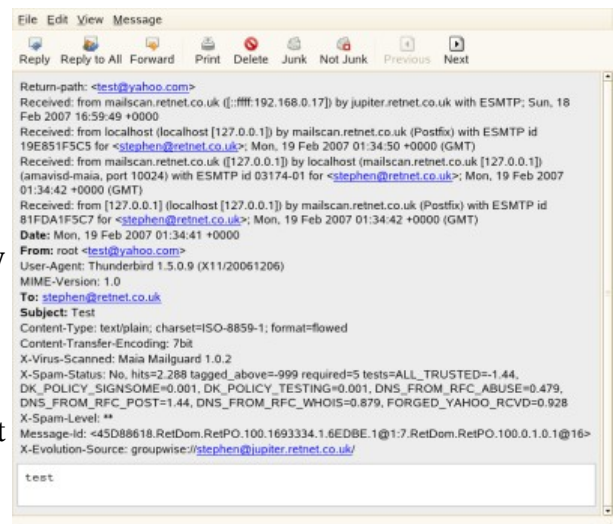 File Edit View Message
Reply Reply to All Forward Print Delete Junk Not Junk Previous Next
Return-path: <test@yahoo.com>
Received: from mailscan.retnet.co.uk ([::ffff:192.168.0.17]) by jupiter.retnet.co.uk with ESMTP; Sun, 18
Feb 2007 16:59:49 +0000
Received: from localhost (localhost [127.0.0.1]) by mailscan.retnet.co.uk (Postfix) with ESMTP id
19E851F5C5 for <stephen@retnet.co.uk>; Mon, 19 Feb 2007 01:34:50 +0000 (GMT)
Received: from mailscan.retnet.co.uk ([127.0.0.1]) by localhost (mailscan.retnet.co.uk [127.0.0.1])
(amavisd-maia, port 10024) with ESMTP id 03174-01 for <stephen@retnet.co.uk>; Mon, 19 Feb 2007
01:34:42 +0000 (GMT)
Received: from [127.0.0.1] (localhost [127.0.0.1]) by mailscan.retnet.co.uk (Postfix) with ESMTP id
81FDA1F5C7 for <stephen@retnet.co.uk>; Mon, 19 Feb 2007 01:34:42 +0000 (GMT)
Date: Mon, 19 Feb 2007 01:34:41 +0000
From: root <test@yahoo.com>
User-Agent: Thunderbird 1.5.0.9 (X11/20061206)
MIME-Version: 1.0
To: stephen@retnet.co.uk
Subject: Test
Content-Type: text/plain; charset=ISO-8859-1; format=flowed
Content-Transfer-Encoding: 7bit
X-Virus-Scanned: Maia Mailguard 1.0.2
X-Spam-Status: No, hits=2.288 tagged_above=-999 required=5 tests=ALL_TRUSTED=-1.44,
DK_POLICY_SIGNSOME=0.001, DK_POLICY_TESTING=0.001, DNS_FROM_RFC_ABUSE=0.479,
DNS_FROM_RFC_POST=1.44, DNS_FROM_RFC_WHOIS=0.879, FORGED_YAHOO_RCVD=0.928
X-Spam-Level: **
Message-Id: <45D88618.RetDom.RetPO.100.1693334.1.6EDBE.1@1:7.RetDom.RetPO.100.0.1.0.1@16>
X-Evolution-Source: groupwise://stephen@jupiter.retnet.co.uk/
test